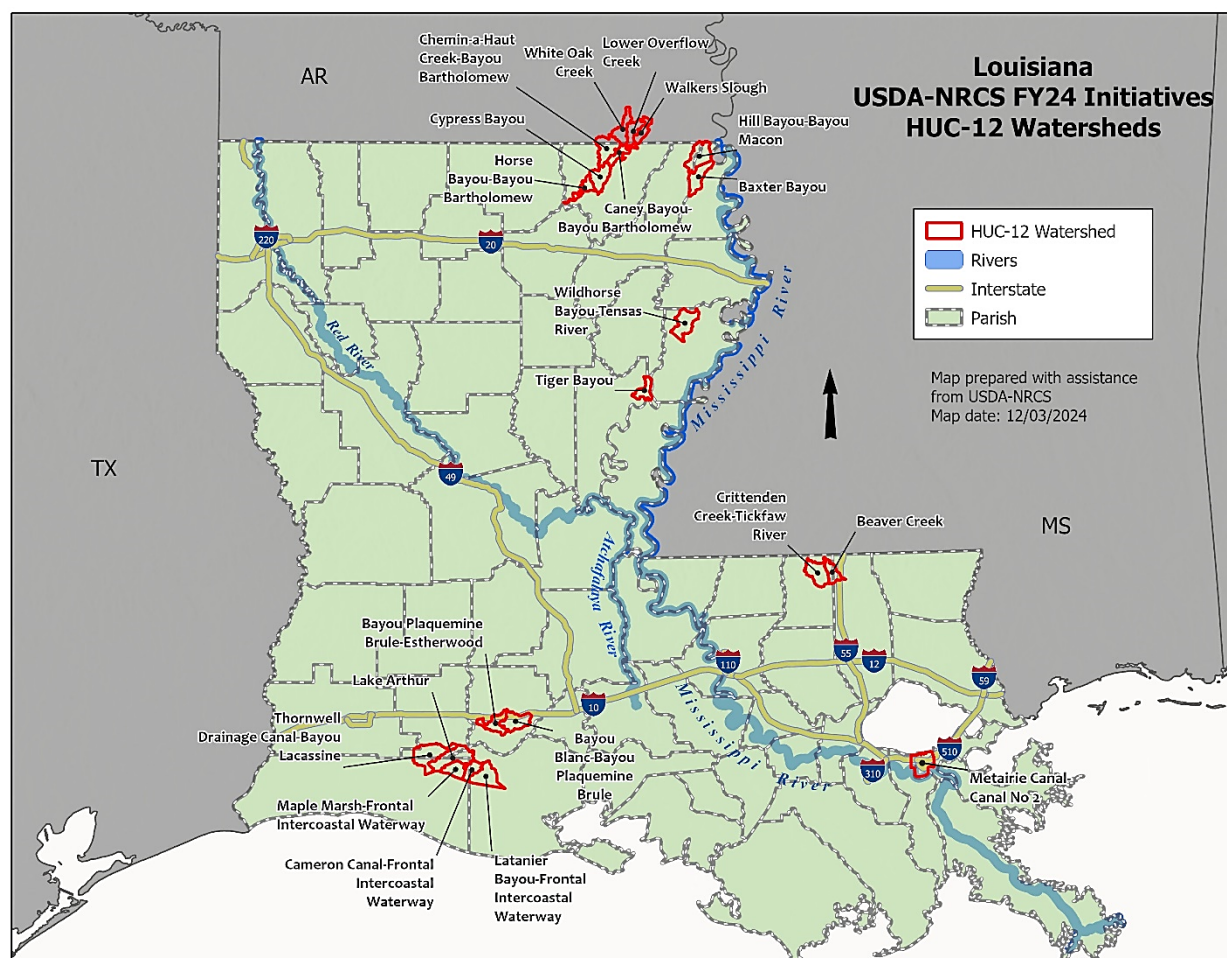 Louisiana
USDA-NRCS FY24 Initiatives
HUC-12 Watersheds
AR
Chemin-a-Haut
Creek-Bayou
Bartholomew
White Oak
Creek
Lower Overflow
Creek
Walkers Slough
Cypress Bayou
Hill Bayou-Bayou
Macon
Horse
Bayou-Bayou
Bartholomew
Baxter Bayou
Caney Bayou-
Bayou Bartholomew
HUC-12 Watershed
Rivers
Interstate
Parish
220
20
Wildhorse
Bayou-Tensas
River
Red River
Mississippi River
Tiger Bayou
Map prepared with assistance
from USDA-NRCS
Map date: 12/03/2024
TX
49
MS
Crittenden
Creek-Tickfaw
River
Beaver Creek
Atchafalaya River
Bayou Plaquemine
Brule-Estherwood
55
12
110
59
Lake Arthur
10
Mississippi River
Thornwell
Drainage Canal-Bayou
Lacassine
Bayou
Blanc-Bayou
Plaquemine
Brule
510
310
Metairie Canal-
Canal No 2
Maple Marsh-Frontal
Intercoastal Waterway
Cameron Canal-Frontal
Intercoastal
Waterway
Latanier
Bayou-Frontal
Intercoastal
Waterway